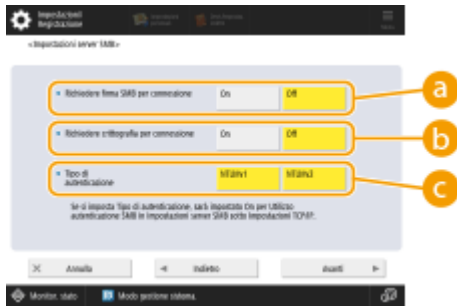 Impostazioni/
Registrazione
<Impostazioni server SMB>
Richiedere firma SMB per connessione On Off
a
Richiedere crittografia per connessione On Off
b
Tipo di
autenticazione
NTLMv1 NTLMv2
c
Se si imposta Tipo di autenticazione, sarà impostato On per Utilizzo
autenticazione SMB in Impostazioni server SMB sotto Impostazioni TCP/IP.
Annulla Indietro Avanti
Monitor. stato Modo gestione sistema.